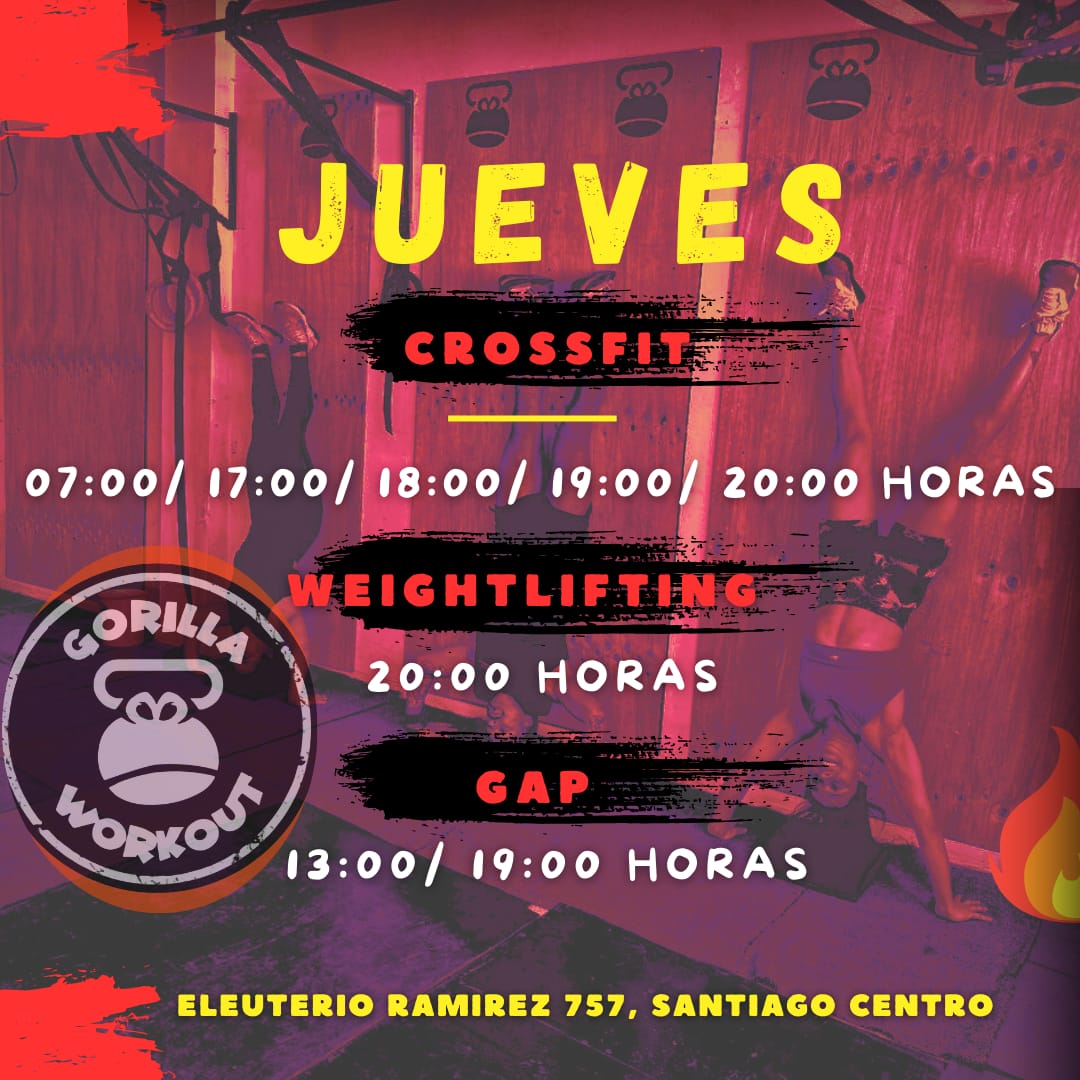 JUEVES
CROSSFIT
07:00/ 17:00/ 18:00/ 19:00/ 20:00 HORAS
WEIGHTLIFTING
20:00 HORAS
GORILLA
WORKOUT
GAP
13:00/ 19:00 HORAS
ELEUTERIO RAMIREZ 757, SANTIAGO CENTRO